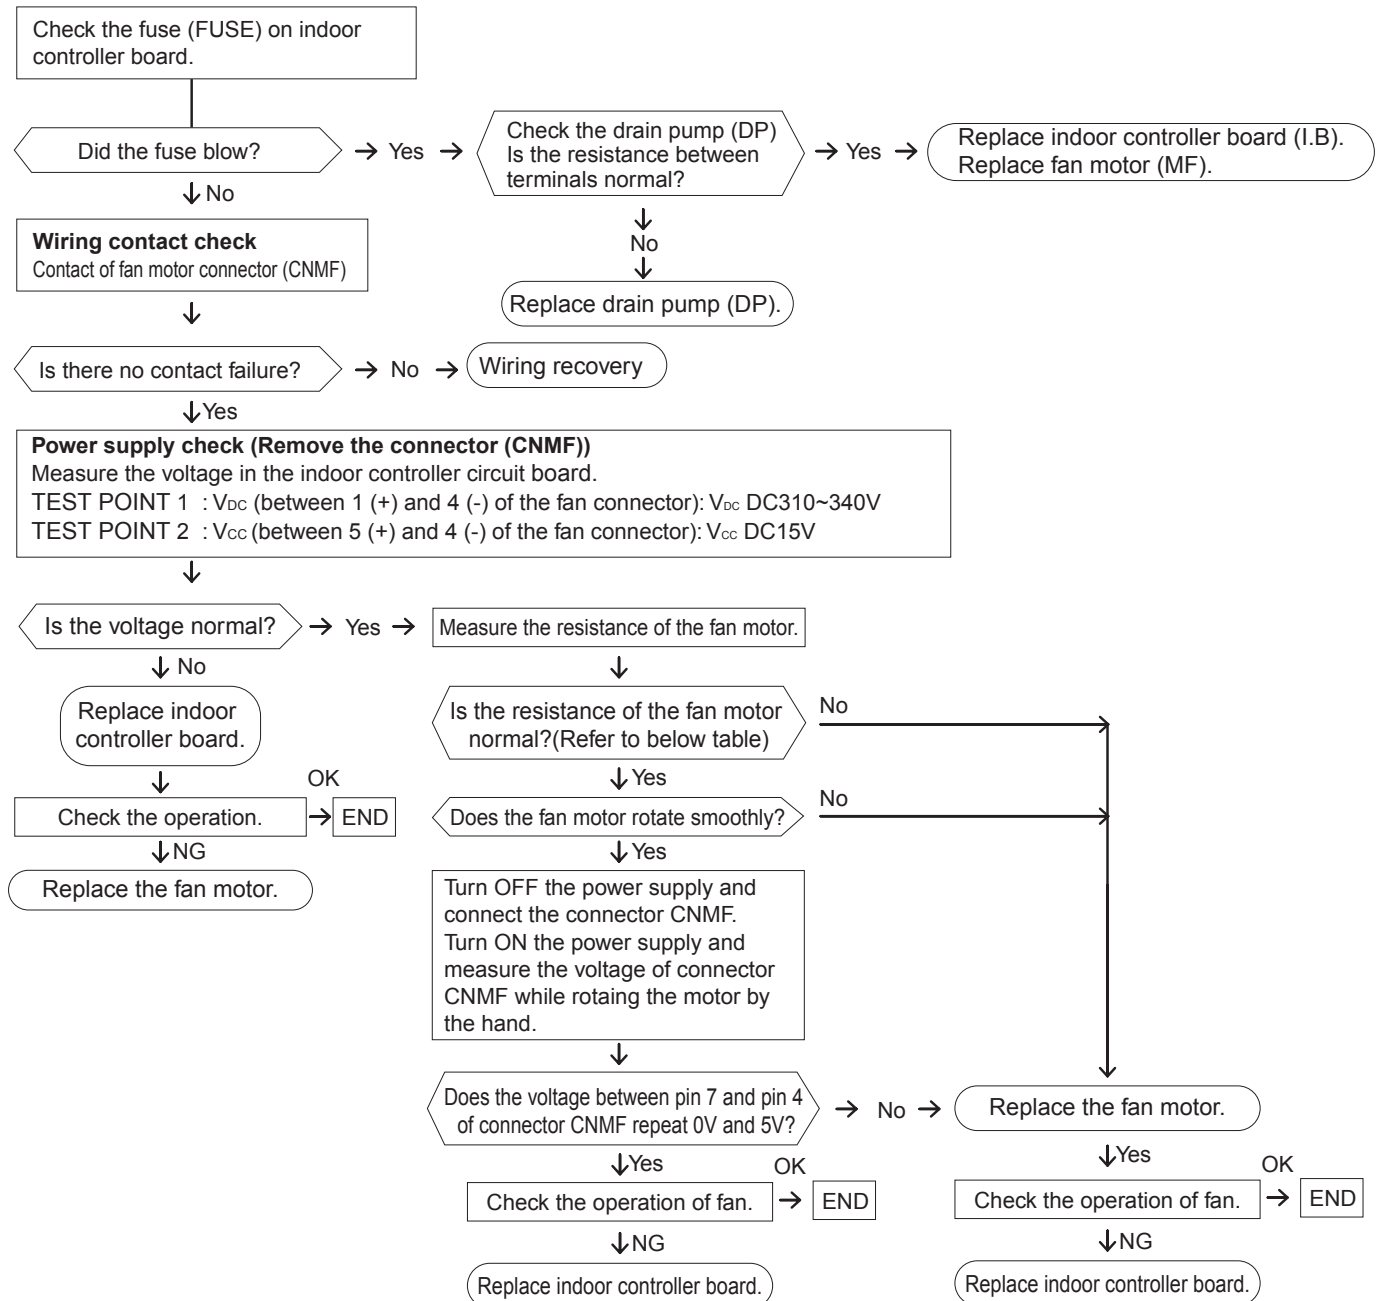 Check the fuse (FUSE) on indoor
controller board.
Did the fuse blow?
Yes
Check the drain pump (DP)
Is the resistance between
terminals normal?
Yes
Replace indoor controller board (I.B).
Replace fan motor (MF).
No
No
Replace drain pump (DP).
Wiring contact check
Contact of fan motor connector (CNMF)
Is there no contact failure?
No
Wiring recovery
Yes
Power supply check (Remove the connector (CNMF))
Measure the voltage in the indoor controller circuit board.
TEST POINT 1 : VDC (between 1 (+) and 4 (-) of the fan connector): VDC DC310~340V
TEST POINT 2 : VCC (between 5 (+) and 4 (-) of the fan connector): VCC DC15V
Is the voltage normal?
Yes
Measure the resistance of the fan motor.
No
Replace indoor
controller board.
Check the operation.
OK
END
NG
Replace the fan motor.
Is the resistance of the fan motor
normal?(Refer to below table)
No
Yes
Does the fan motor rotate smoothly?
No
Yes
Turn OFF the power supply and
connect the connector CNMF.
Turn ON the power supply and
measure the voltage of connector
CNMF while rotaing the motor by
the hand.
Does the voltage between pin 7 and pin 4
of connector CNMF repeat 0V and 5V?
No
Replace the fan motor.
Yes
Check the operation of fan.
OK
END
NG
Replace indoor controller board.
Yes
Check the operation of fan.
OK
END
NG
Replace indoor controller board.